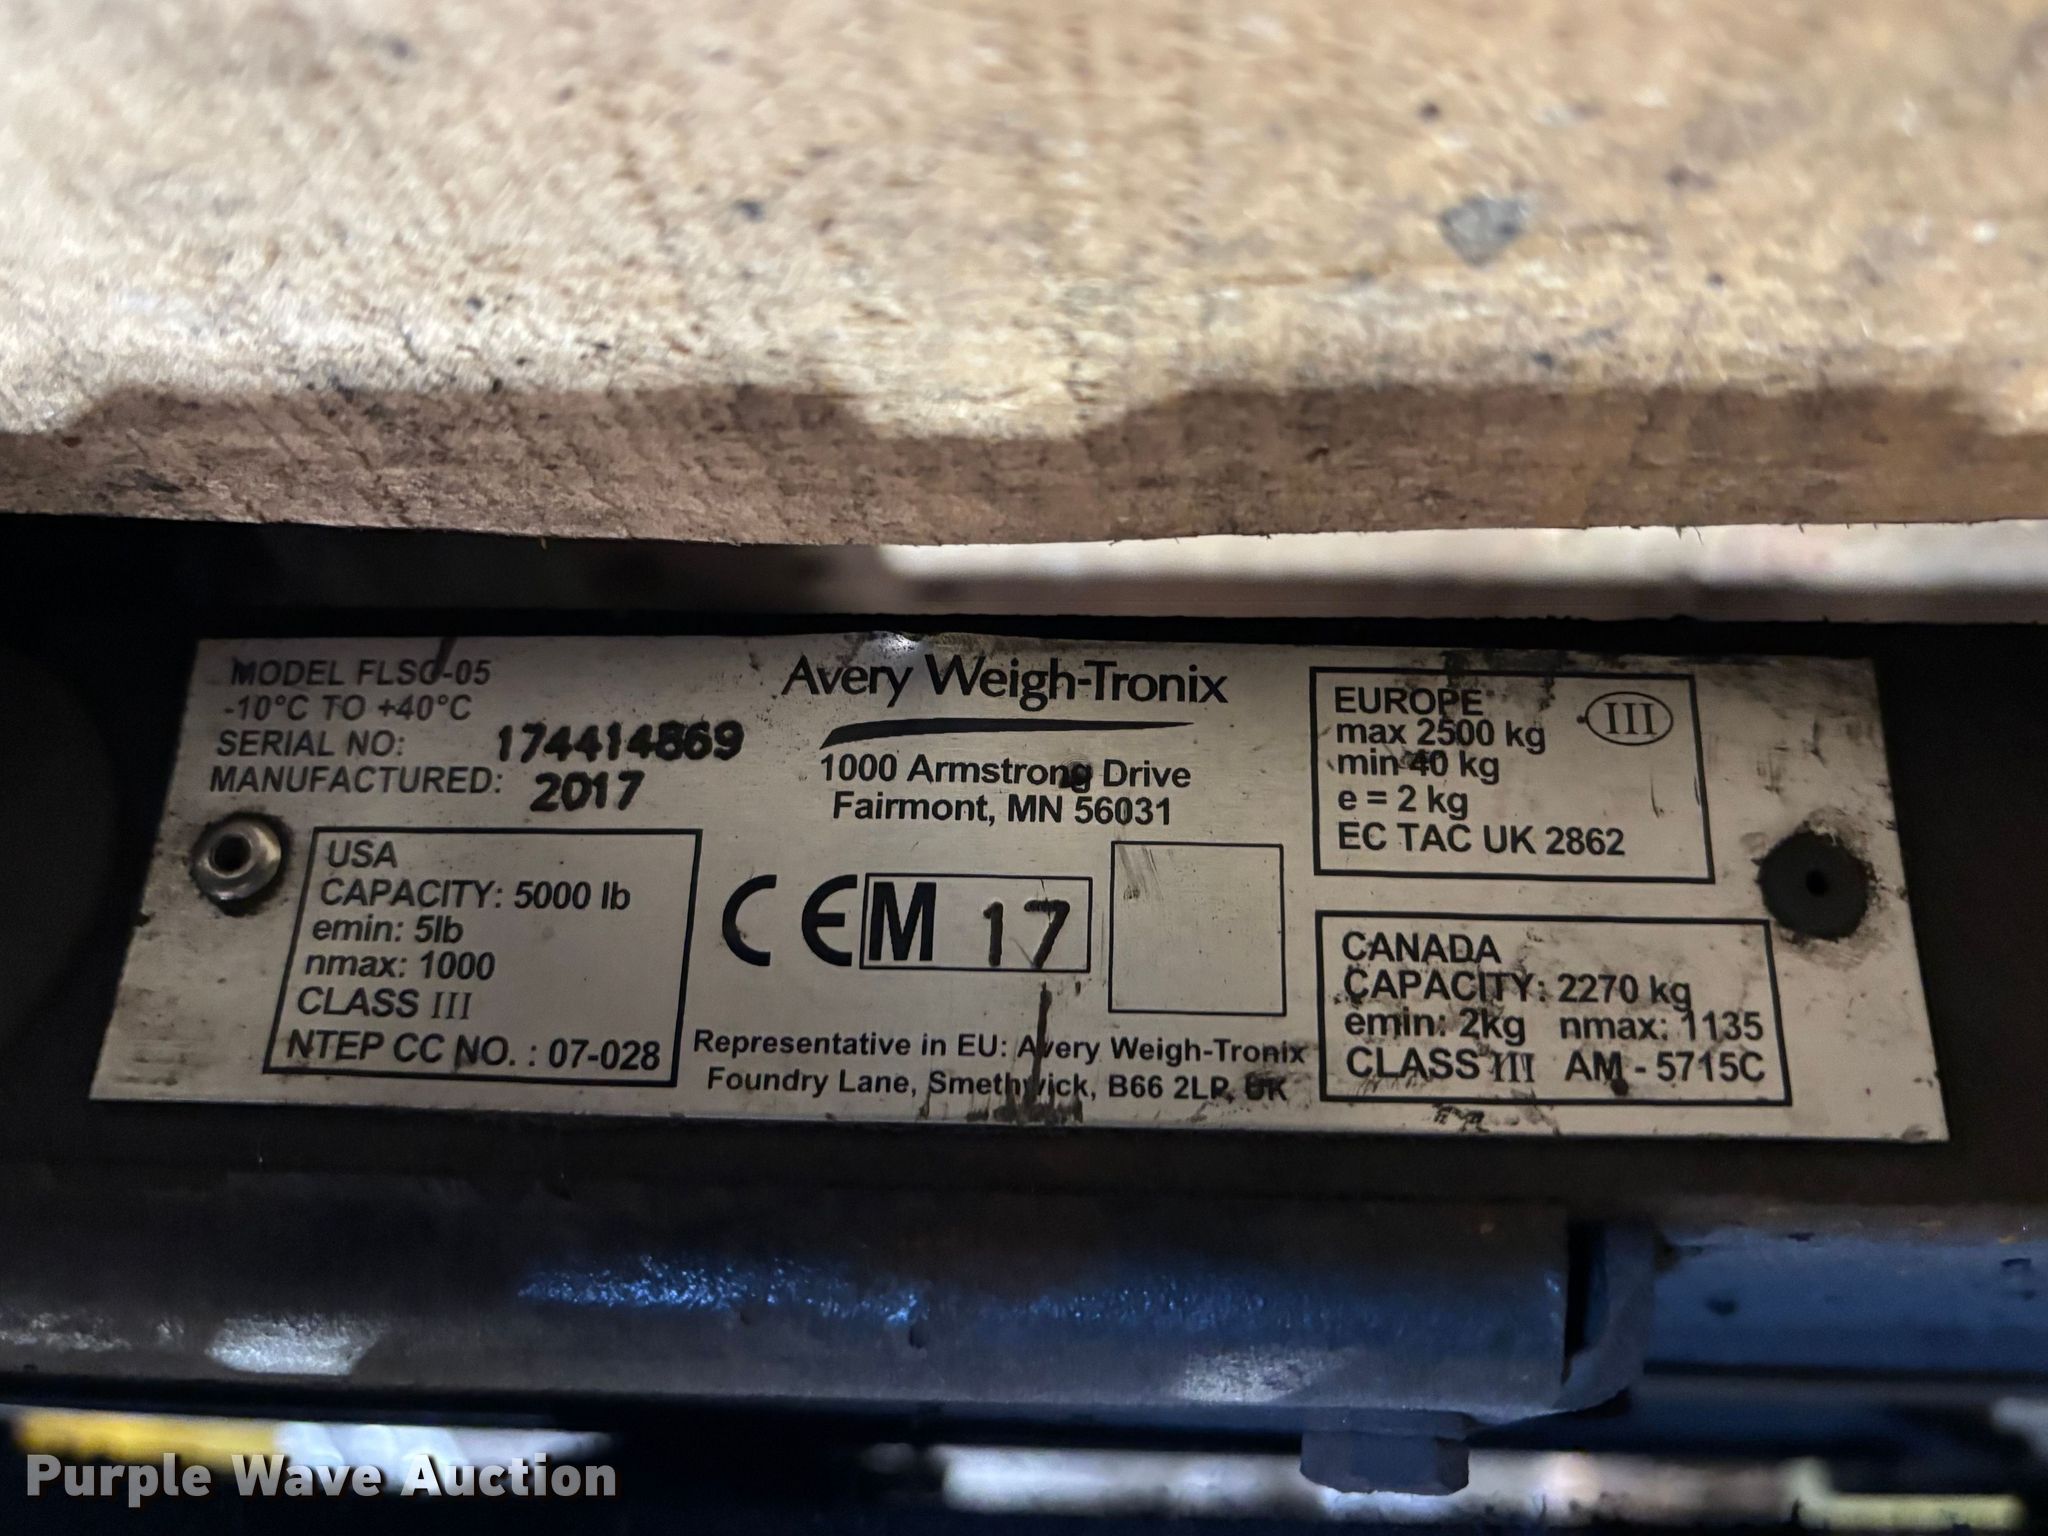 MODEL FLSC-05
-10°C TO +40°C
SERIAL NO: 174414869
MANUFACTURED: 2017
Avery Weigh-Tronix
1000 Armstrong Drive
Fairmont, MN 56031
EUROPE
max 2500 kg
min 40 kg
e = 2 kg
EC TAC UK 2862
III
USA
CAPACITY: 5000 lb
emin: 5lb
nmax: 1000
CLASS III
NTEP CC NO. : 07-028
CE M 17
Representative in EU: Avery Weigh-Tronix
Foundry Lane, Smethwick, B66 2LP, UK
CANADA
CAPACITY: 2270 kg
emin: 2kg nmax: 1135
CLASS III AM - 5715C
Purple Wave Auction